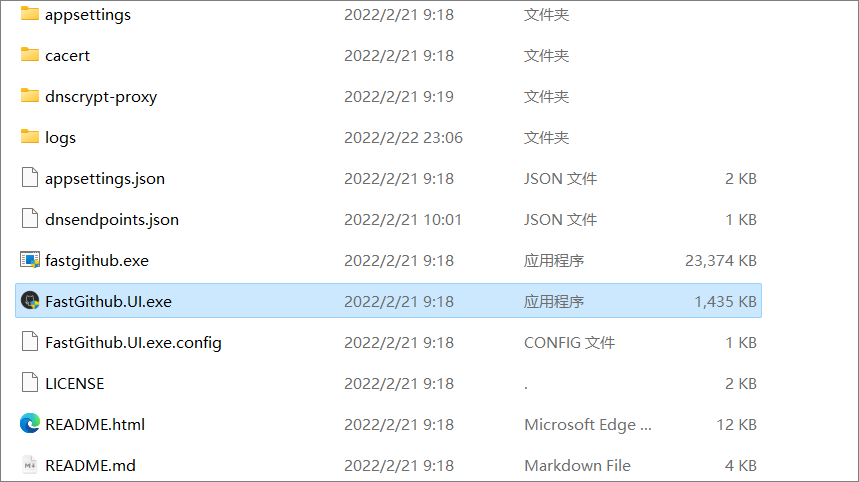 appsettings 2022/2/21 9:18 文件夹
cacert 2022/2/21 9:18 文件夹
dnscrypt-proxy 2022/2/21 9:19 文件夹
logs 2022/2/22 23:06 文件夹
appsettings.json 2022/2/21 9:18 JSON 文件 2 KB
dnsendpoints.json 2022/2/21 10:01 JSON 文件 1 KB
fastgithub.exe 2022/2/21 9:18 应用程序 23,374 KB
FastGithub.UI.exe 2022/2/21 9:18 应用程序 1,435 KB
FastGithub.UI.exe.config 2022/2/21 9:18 CONFIG 文件 1 KB
LICENSE 2022/2/21 9:18 . 2 KB
README.html 2022/2/21 9:18 Microsoft Edge ... 12 KB
README.md 2022/2/21 9:18 Markdown File 4 KB